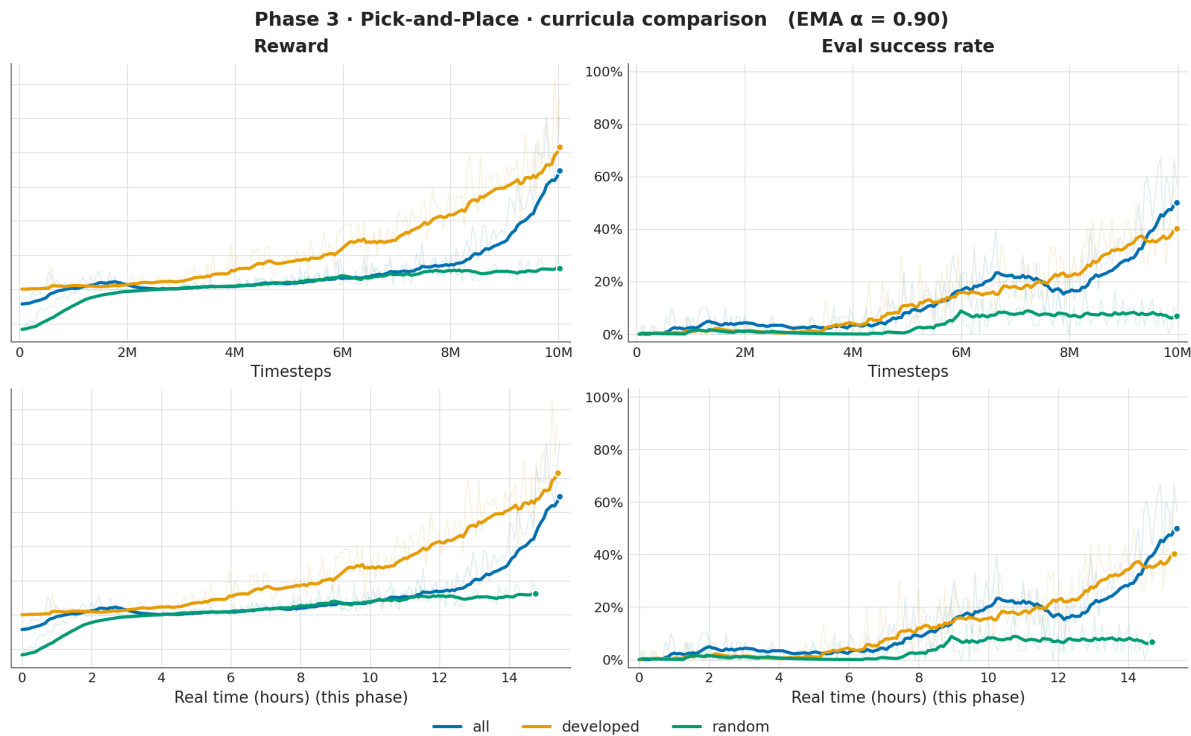 Phase 3 · Pick-and-Place · curricula comparison (EMA α = 0.90)
Reward
Eval success rate
100%
80%
60%
40%
20%
0%
0 2M 4M 6M 8M 10M
0 2M 4M 6M 8M 10M
Timesteps
Timesteps
100%
80%
60%
40%
20%
0%
0 2 4 6 8 10 12 14
0 2 4 6 8 10 12 14
Real time (hours) (this phase)
Real time (hours) (this phase)
all developed random